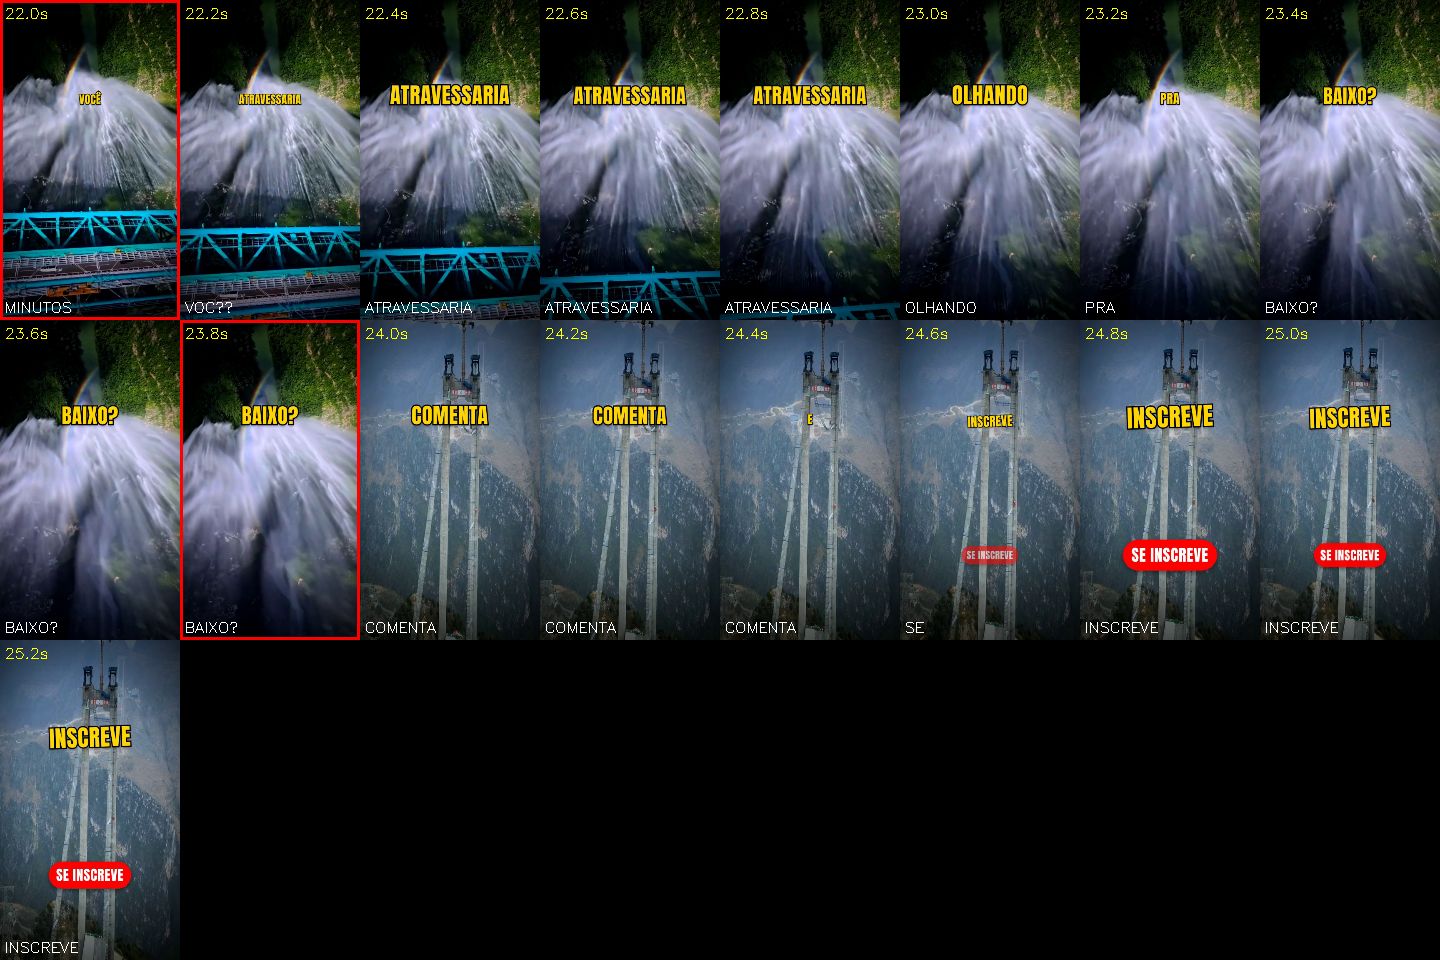 22.0s
VOCÊ
MINUTOS
22.2s
ATRAVESSARIA
VOC??
22.4s
ATRAVESSARIA
ATRAVESSARIA
22.6s
ATRAVESSARIA
ATRAVESSARIA
22.8s
ATRAVESSARIA
ATRAVESSARIA
23.0s
OLHANDO
OLHANDO
23.2s
PRA
PRA
23.4s
BAIXO?
BAIXO?
23.6s
BAIXO?
BAIXO?
23.8s
BAIXO?
BAIXO?
24.0s
COMENTA
COMENTA
24.2s
COMENTA
COMENTA
24.4s
E
COMENTA
24.6s
INSCREVE
SE INSCREVE
SE
24.8s
INSCREVE
SE INSCREVE
INSCREVE
25.0s
INSCREVE
SE INSCREVE
INSCREVE
25.2s
INSCREVE
SE INSCREVE
INSCREVE